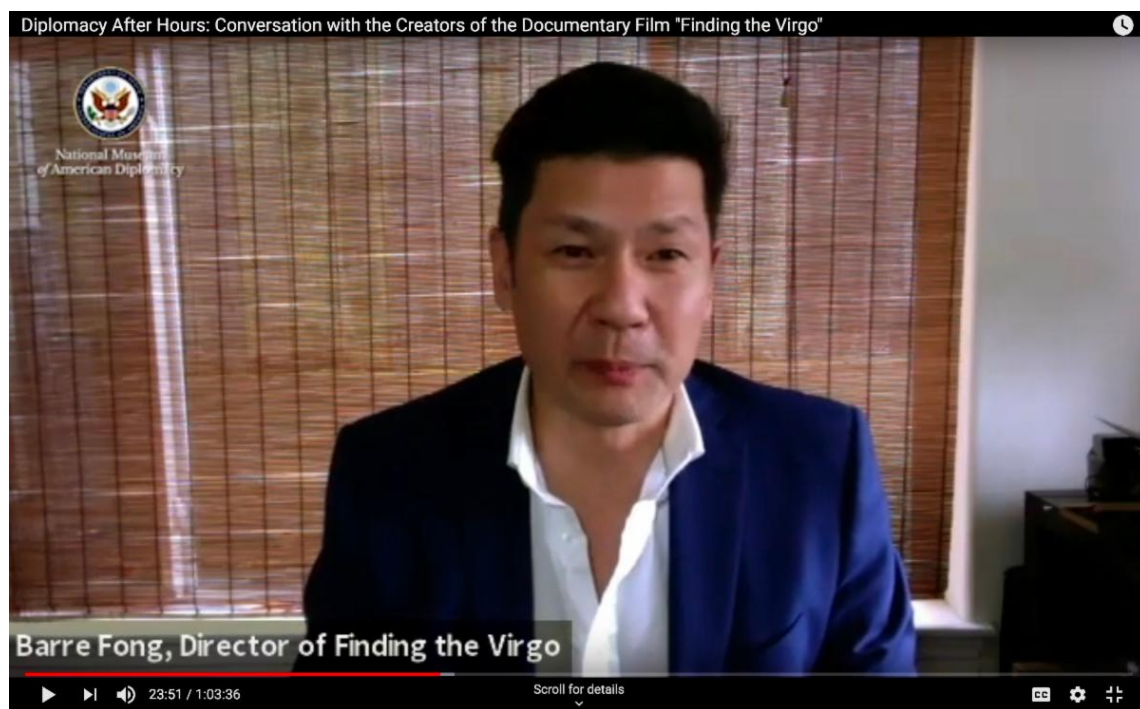 Diplomacy After Hours: Conversation with the Creators of the Documentary Film "Finding the Virgo"
National Museum
of American Diplomacy
Barre Fong, Director of Finding the Virgo
23:51 / 1:03:36
Scroll for details
CC